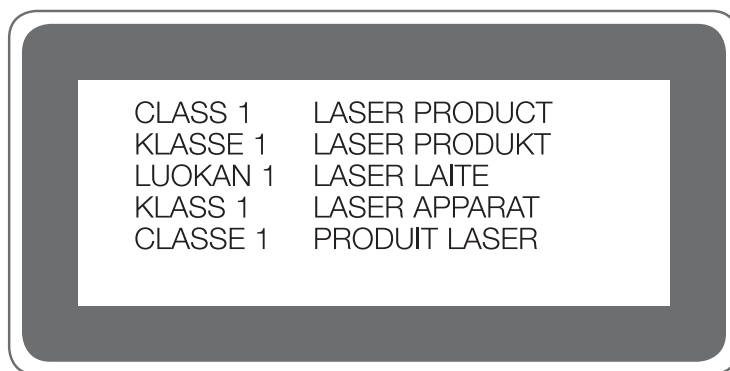 CLASS 1 LASER PRODUCT
KLASSE 1 LASER PRODUKT
LUOKAN 1 LASER LAITE
KLASS 1 LASER APPARAT
CLASSE 1 PRODUIT LASER